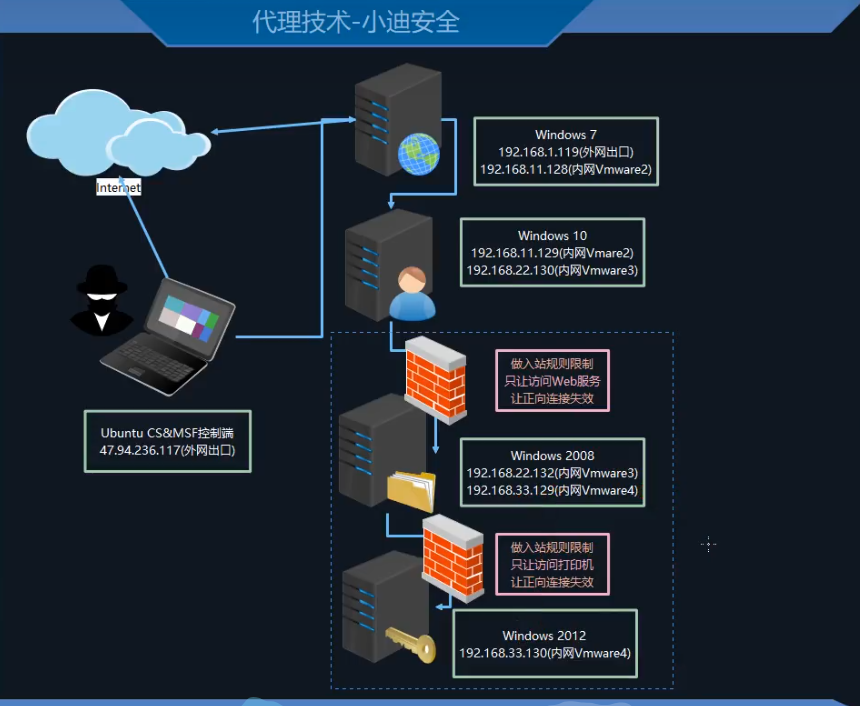 代理技术-小迪安全
Windows 7
192.168.1.119(外网出口)
192.168.11.128(内网Vmware2)
Internet
Windows 10
192.168.11.129(内网Vmare2)
192.168.22.130(内网Vmware3)
做入站规则限制
只让访问Web服务
让正向连接失效
Ubuntu CS&MSF控制端
47.94.236.117(外网出口)
Windows 2008
192.168.22.132(内网Vmware3)
192.168.33.129(内网Vmware4)
做入站规则限制
只让访问打印机
让正向连接失效
Windows 2012
192.168.33.130(内网Vmware4)